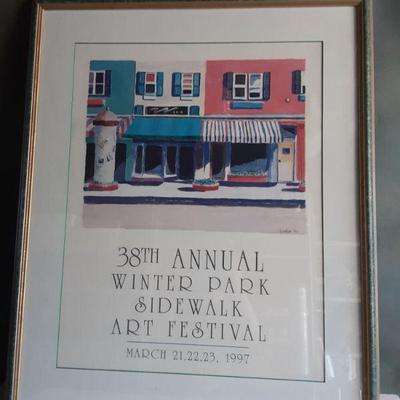 38TH ANNUAL
WINTER PARK
SIDEWALK
ART FESTIVAL
MARCH 21,22,23, 1997